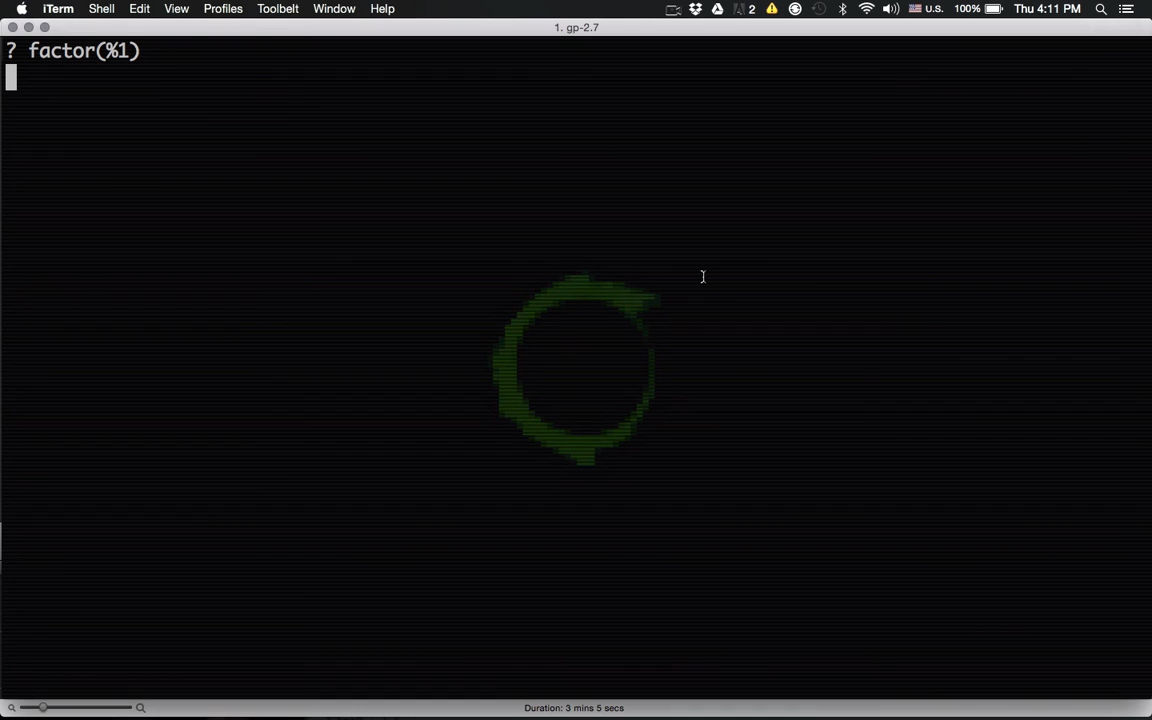 iTerm Shell Edit View Profiles Toolbelt Window Help 2 U.S. 100% Thu 4:11 PM
1. gp-2.7
? factor(%1)
Duration: 3 mins 5 secs